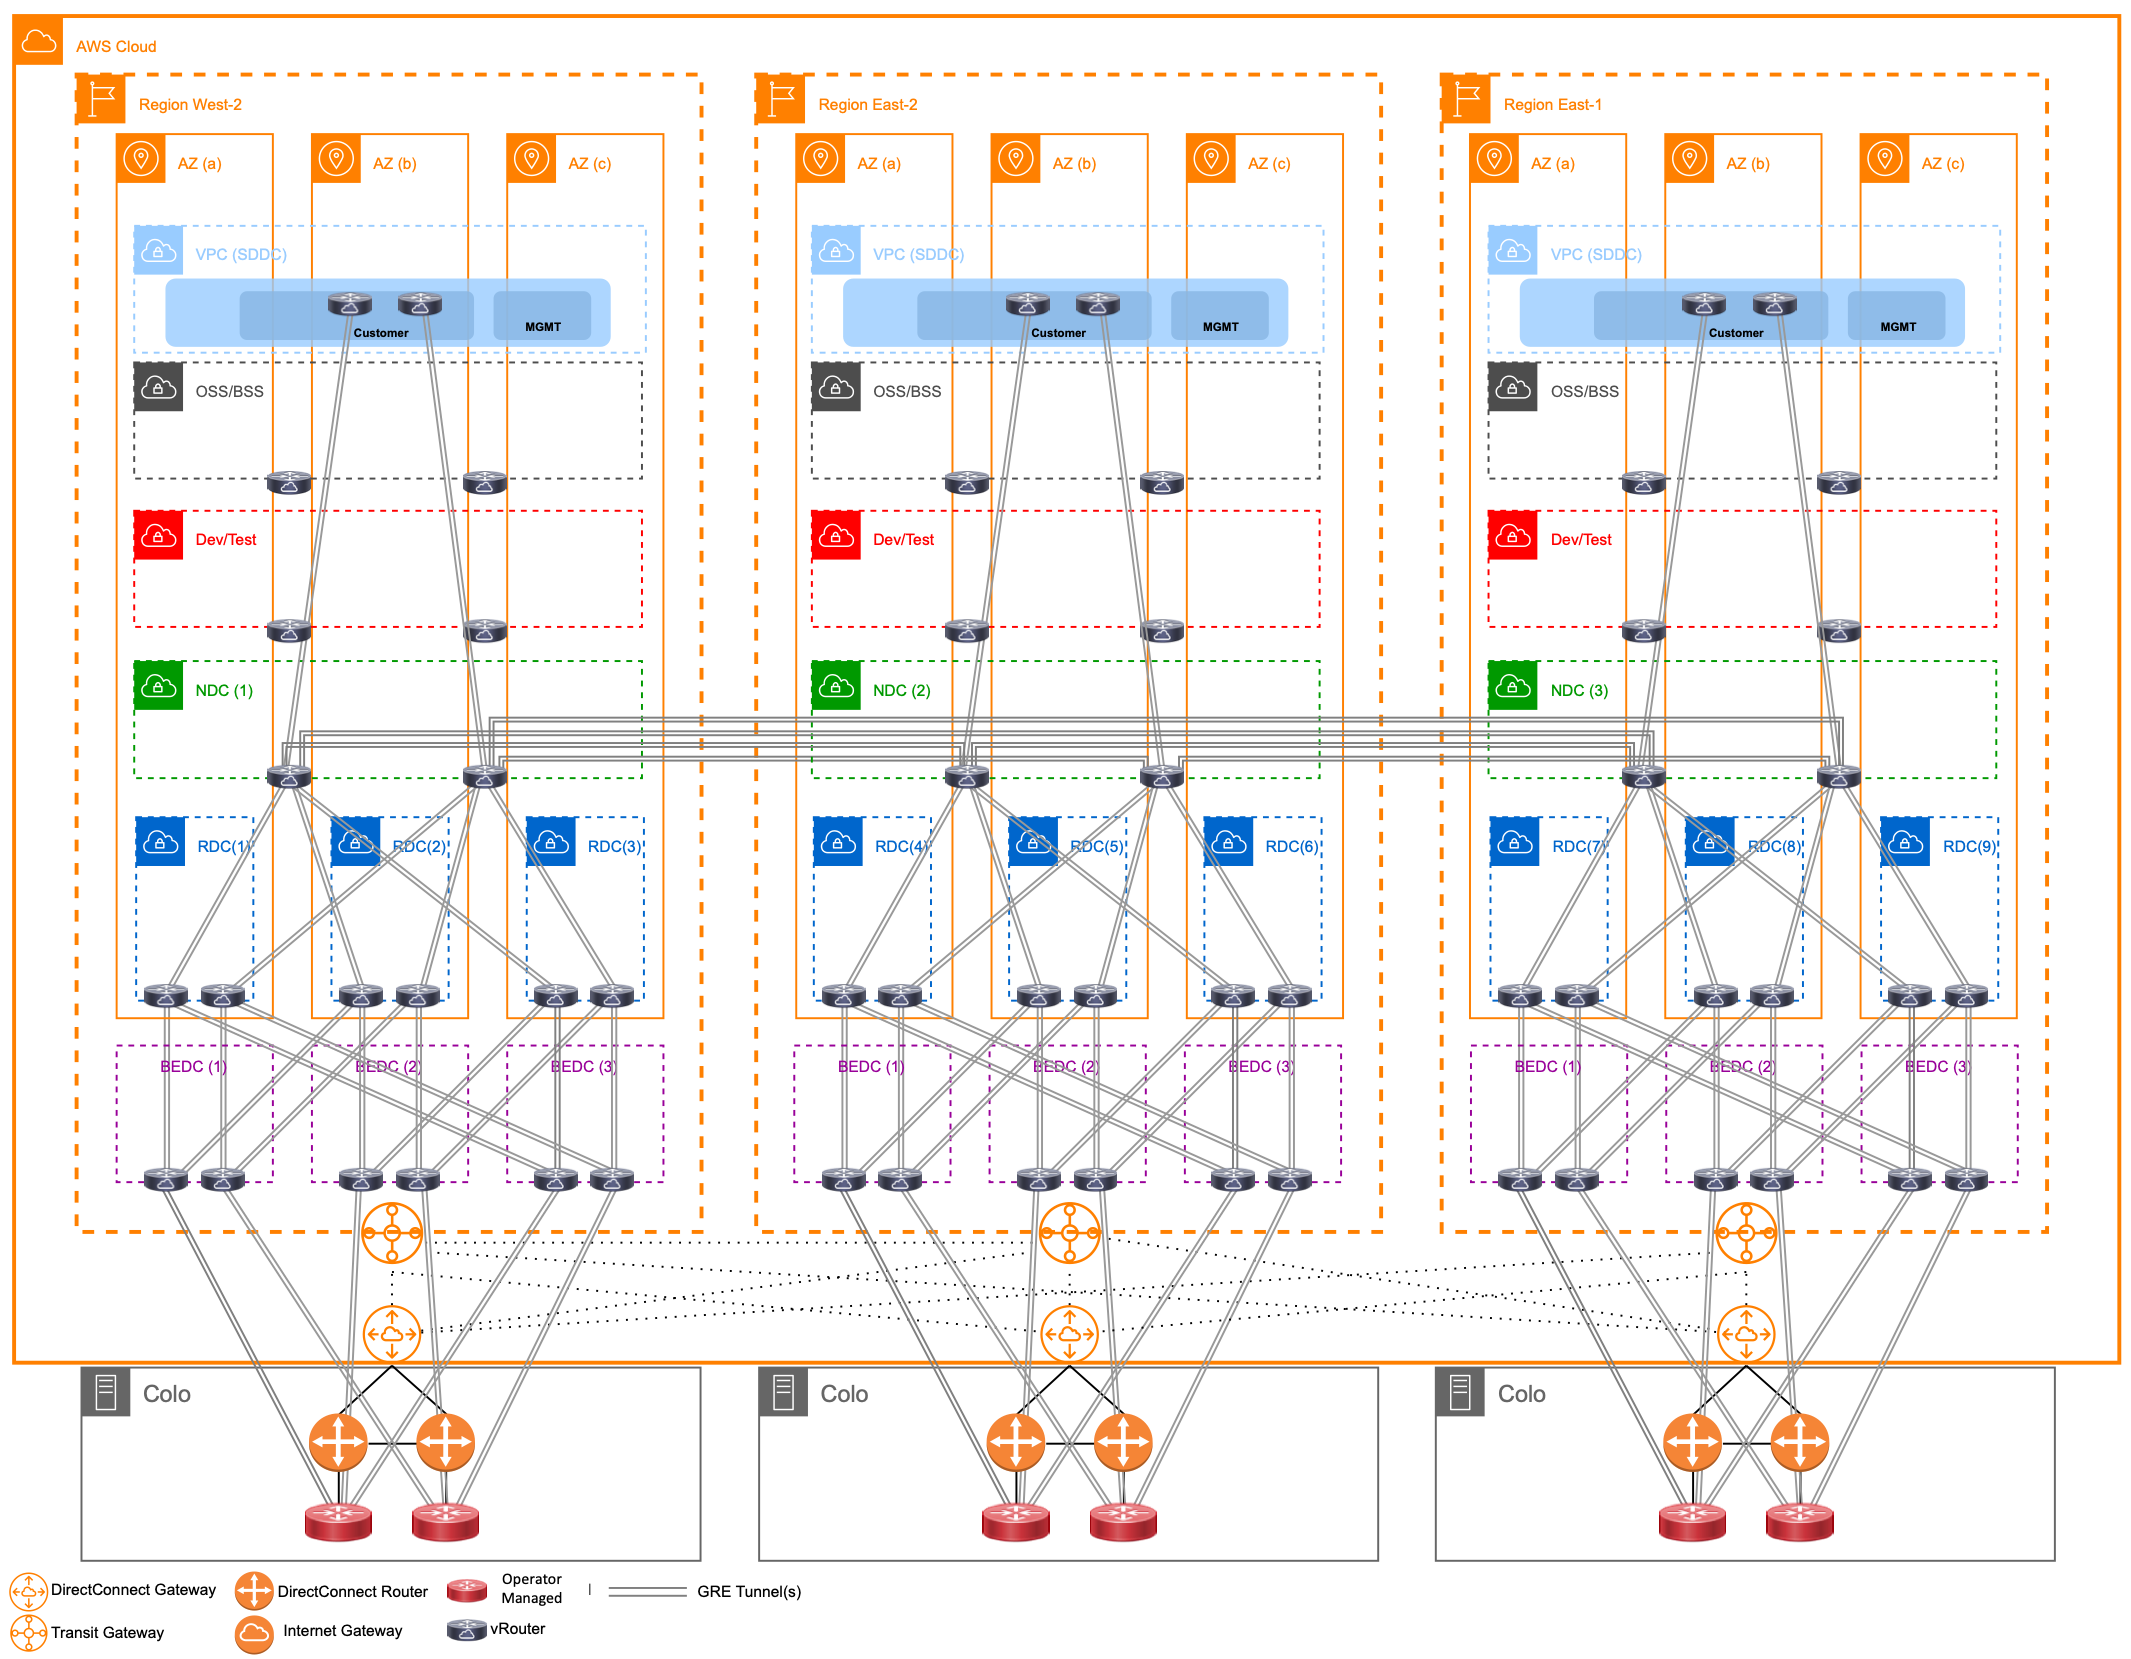 AWS Cloud
Region West-2
Region East-2
Region East-1
AZ (a)
AZ (b)
AZ (c)
AZ (a)
AZ (b)
AZ (c)
AZ (a)
AZ (b)
AZ (c)
VPC (SDDC)
VPC (SDDC)
VPC (SDDC)
Customer
MGMT
Customer
MGMT
Customer
MGMT
OSS/BSS
OSS/BSS
OSS/BSS
Dev/Test
Dev/Test
Dev/Test
NDC (1)
NDC (2)
NDC (3)
RDC(1)
RDC(2)
RDC(3)
RDC(4)
RDC(5)
RDC(6)
RDC(7)
RDC(8)
RDC(9)
BEDC (1)
BEDC (2)
BEDC (3)
BEDC (1)
BEDC (2)
BEDC (3)
BEDC (1)
BEDC (2)
BEDC (3)
Colo
Colo
Colo
DirectConnect Gateway
DirectConnect Router
Operator
Managed
GRE Tunnel(s)
Transit Gateway
Internet Gateway
vRouter